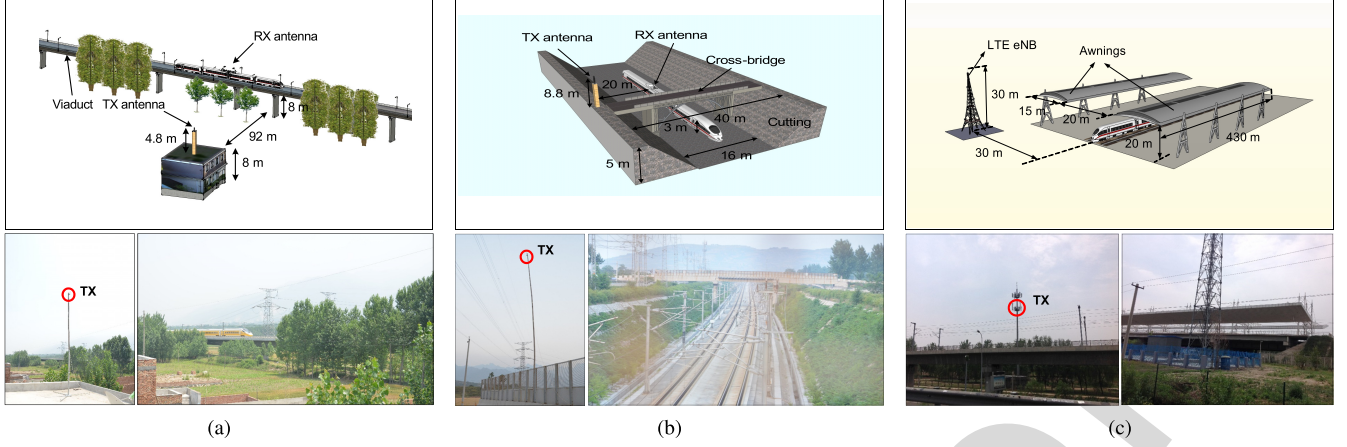 RX antenna
Viaduct
TX antenna
8 m
4.8 m
92 m
8 m
TX antenna
RX antenna
Cross-bridge
20 m
8.8 m
40 m
3 m
Cutting
5 m
16 m
LTE eNB
Awnings
30 m
15 m
20 m
20 m
430 m
30 m
TX
TX
TX
(a)
(b)
(c)